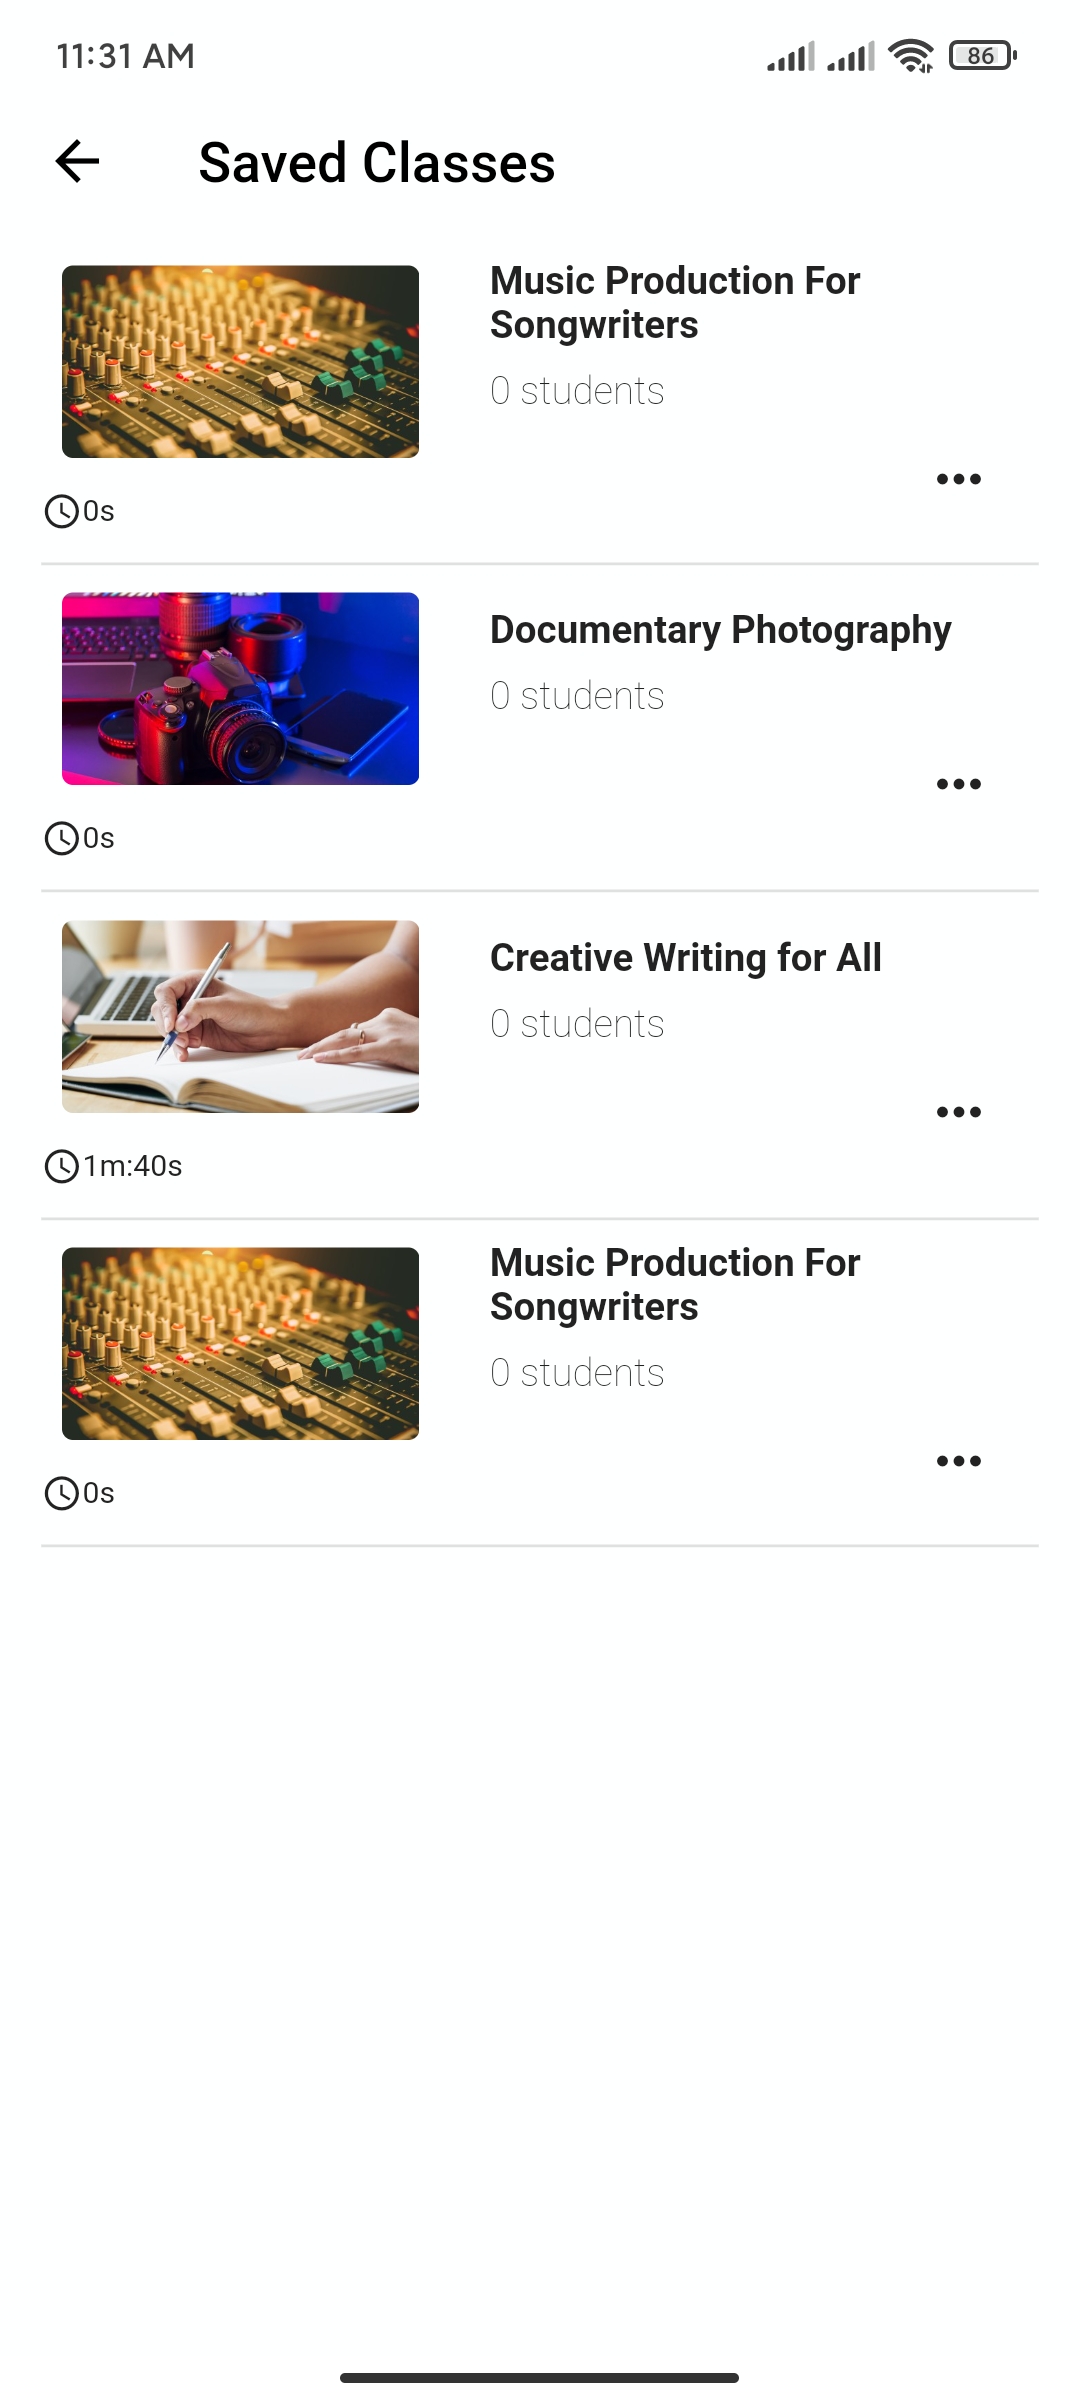 11:31 AM
86
Saved Classes
Music Production For
Songwriters
0 students
0s
Documentary Photography
0 students
0s
Creative Writing for All
0 students
1m:40s
Music Production For
Songwriters
0 students
0s